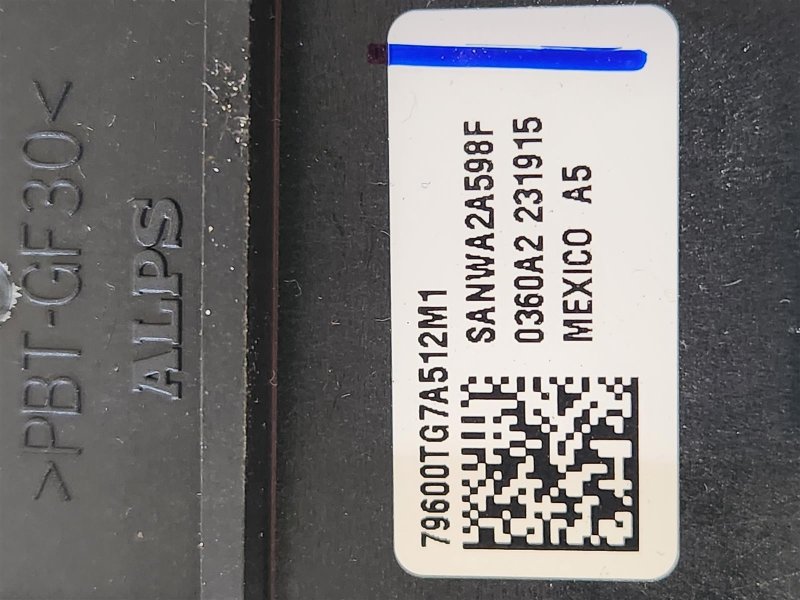 >PBT-GF30<
ALPS
79600TG7A512M1
SANWA2A598F
0360A2 231915
MEXICO A5